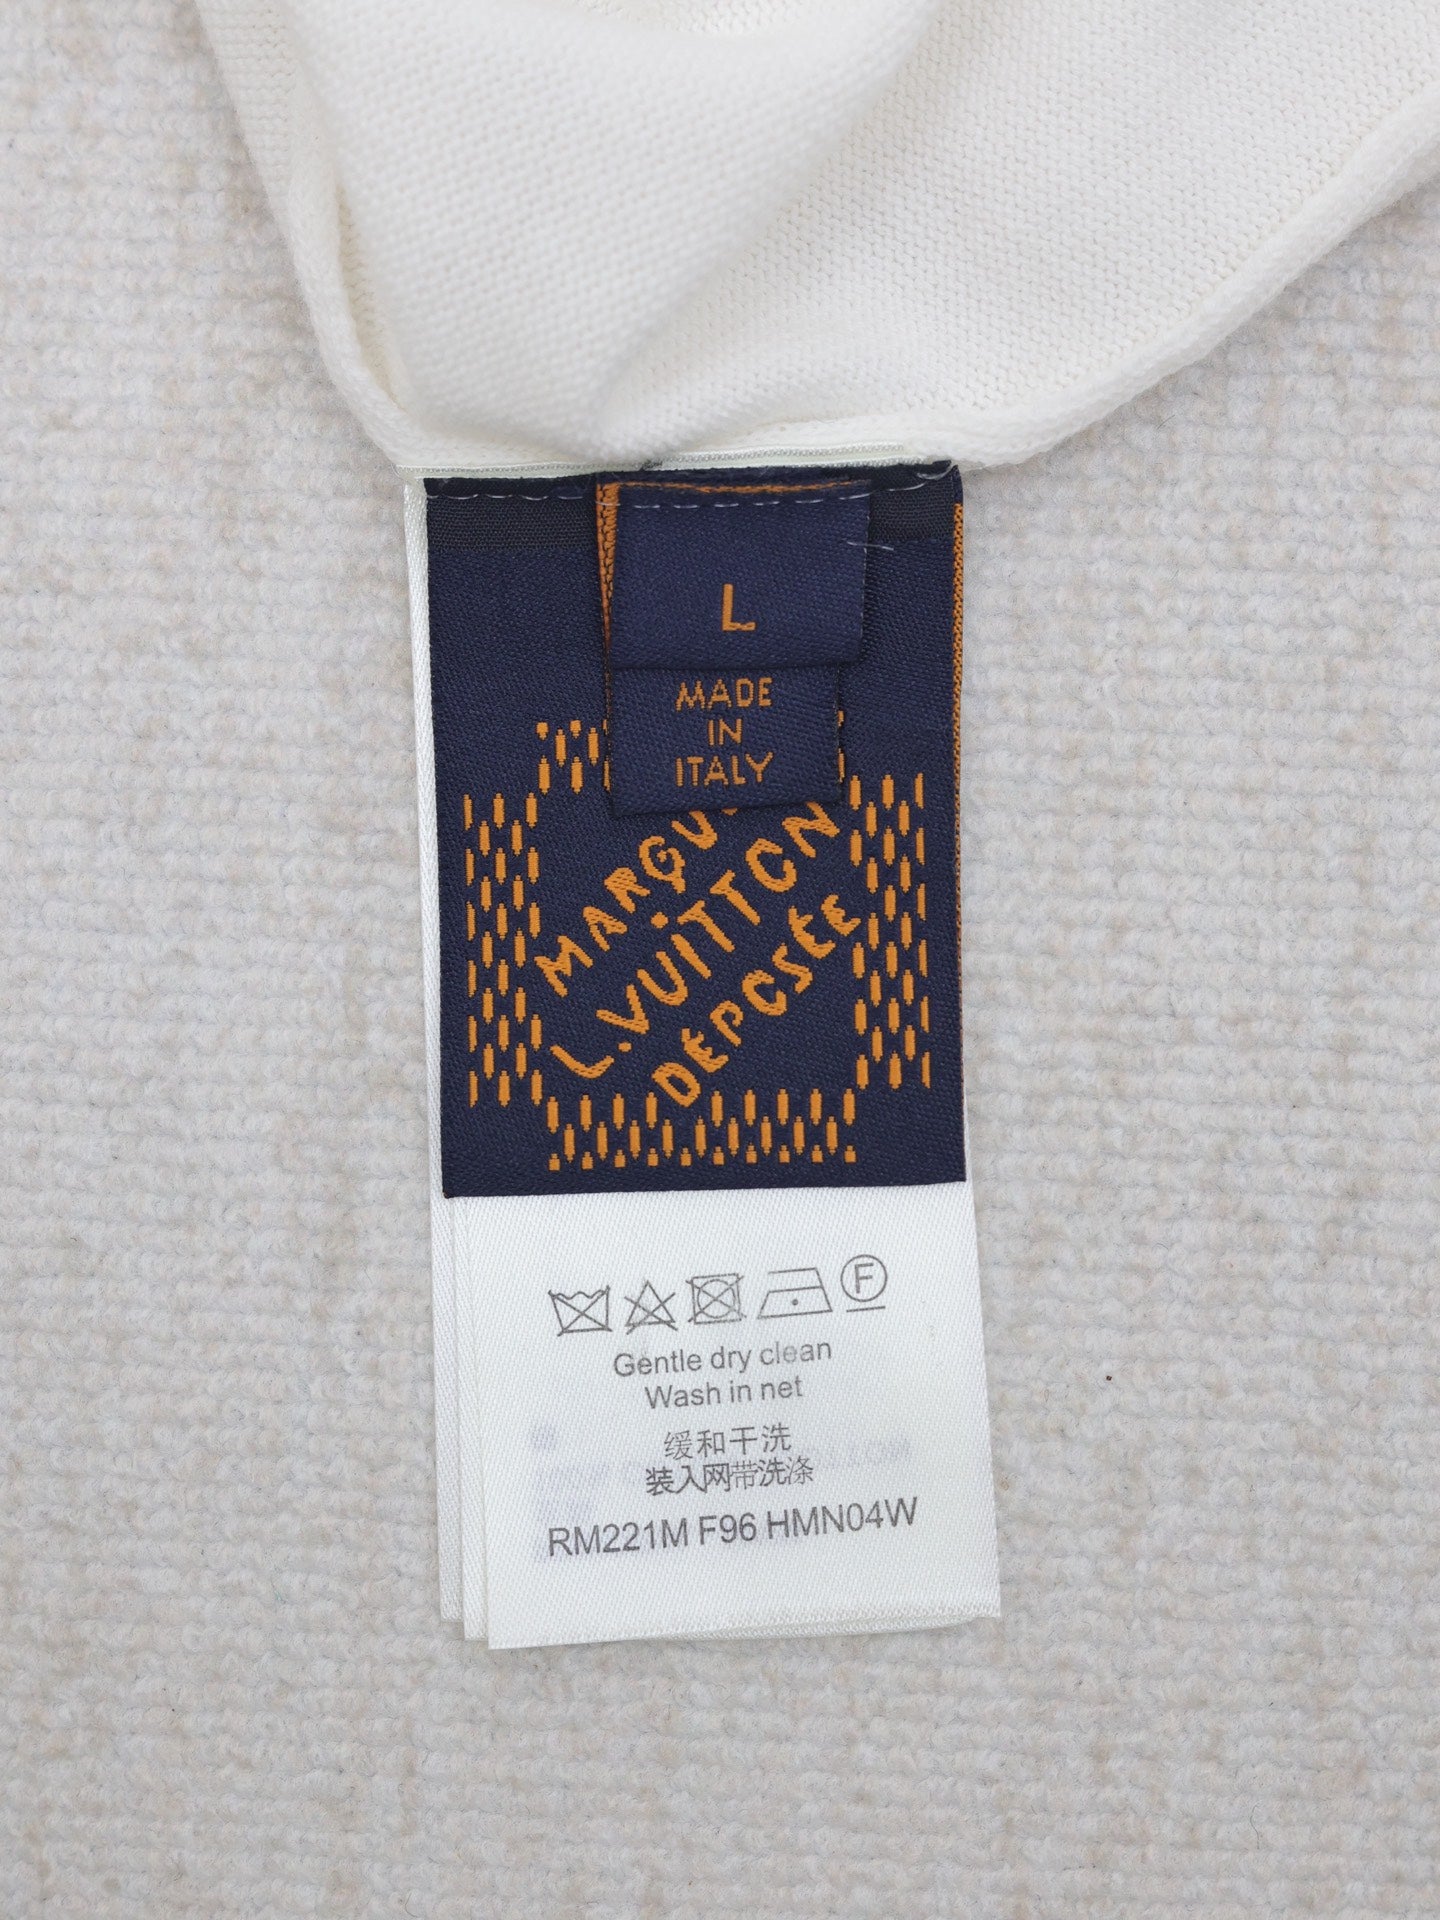 L
MADE
IN
ITALY
MARQU
L.VUITTON
DÉPOSÉE
F
Gentle dry clean
Wash in net
缓和干洗
装入网带洗涤
RM221M F96 HMN04W